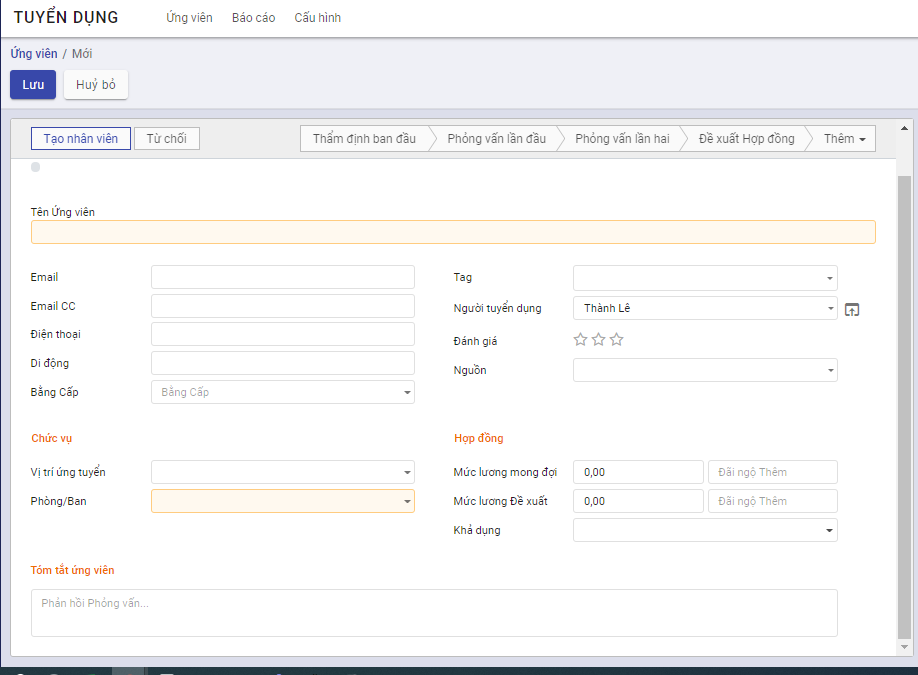 TUYỂN DỤNG Ứng viên Báo cáo Cấu hình
Ứng viên / Mới
Lưu Huỷ bỏ
Tạo nhân viên Từ chối Thẩm định ban đầu Phỏng vấn lần đầu Phỏng vấn lần hai Đề xuất Hợp đồng Thêm
Tên Ứng viên
Email Tag
Email CC Người tuyển dụng Thành Lê
Điện thoại Đánh giá
Di động Nguồn
Bằng Cấp Bằng Cấp
Chức vụ Hợp đồng
Vị trí ứng tuyển Mức lương mong đợi 0,00 Đãi ngộ Thêm
Phòng/Ban Mức lương Đề xuất 0,00 Đãi ngộ Thêm
Khả dụng
Tóm tắt ứng viên
Phản hồi Phỏng vấn...